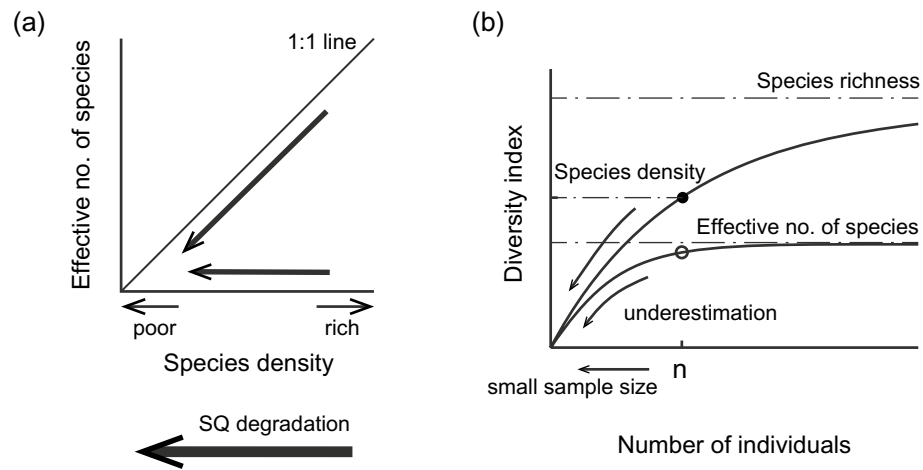 (a)
Effective no. of species
1:1 line
poor
rich
Species density
SQ degradation
(b)
Diversity index
Species richness
Species density
Effective no. of species
underestimation
small sample size
n
Number of individuals